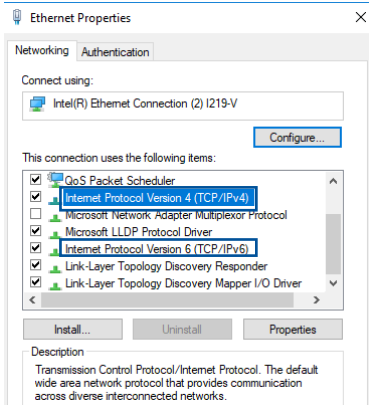 Ethernet Properties
Networking Authentication
Connect using:
Intel(R) Ethernet Connection (2) I219-V
Configure...
This connection uses the following items:
QoS Packet Scheduler
Internet Protocol Version 4 (TCP/IPv4)
Microsoft Network Adapter Multiplexor Protocol
Microsoft LLDP Protocol Driver
Internet Protocol Version 6 (TCP/IPv6)
Link-Layer Topology Discovery Responder
Link-Layer Topology Discovery Mapper I/O Driver
Install... Uninstall Properties
Description
Transmission Control Protocol/Internet Protocol. The default
wide area network protocol that provides communication
across diverse interconnected networks.